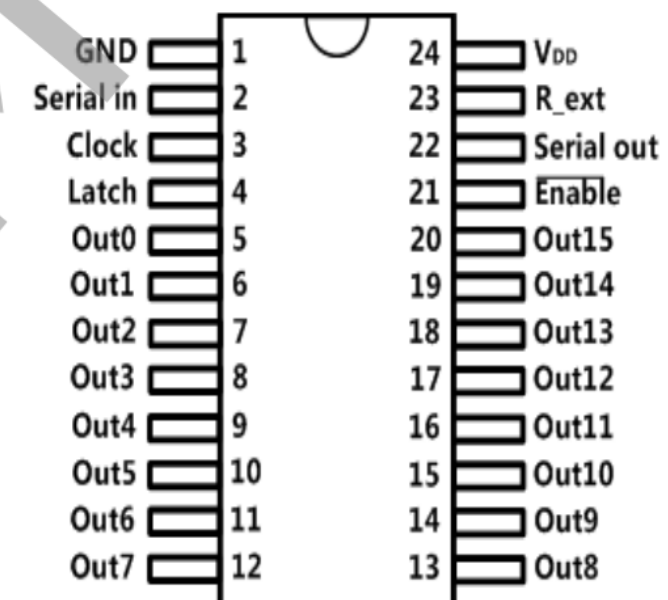 GND 1 24 VDD
Serial in 2 23 R_ext
Clock 3 22 Serial out
Latch 4 21 Enable
Out0 5 20 Out15
Out1 6 19 Out14
Out2 7 18 Out13
Out3 8 17 Out12
Out4 9 16 Out11
Out5 10 15 Out10
Out6 11 14 Out9
Out7 12 13 Out8